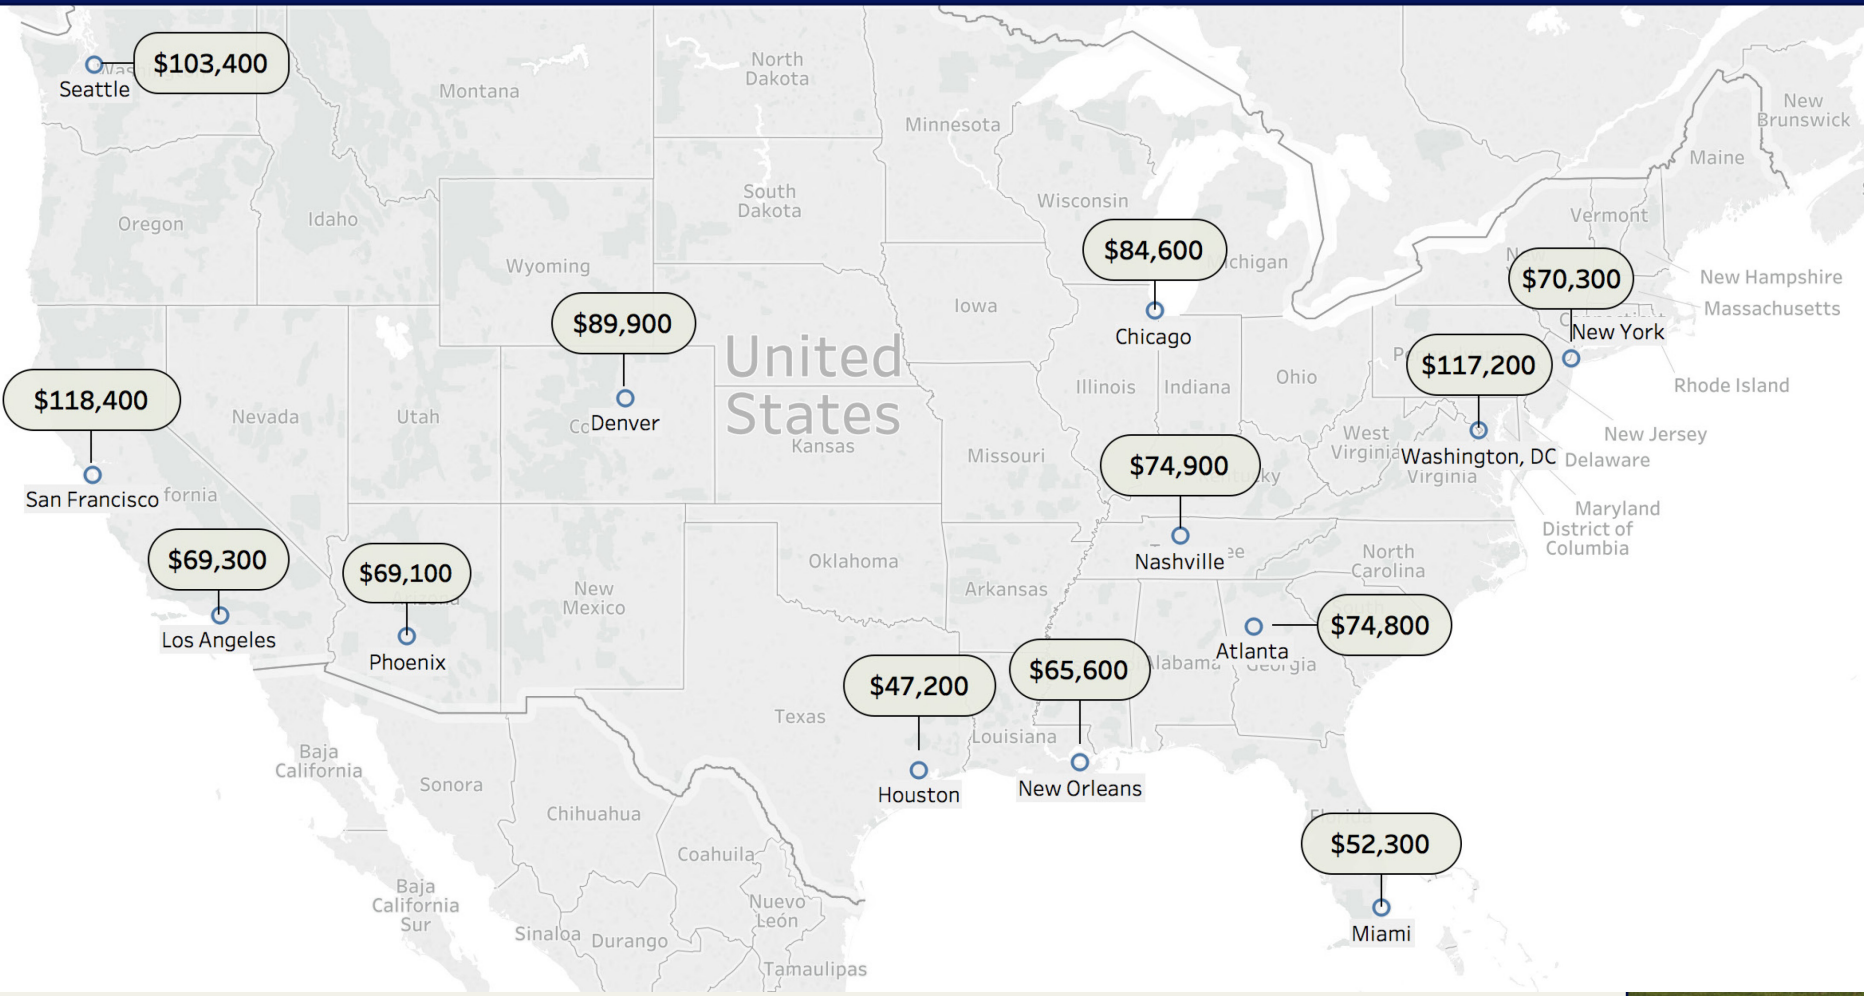 $103,400
Seattle
Montana
North
Dakota
Minnesota
New
Brunswick
Maine
Oregon
Idaho
South
Dakota
Wisconsin
Vermont
Wyoming
$84,600
New Hampshire
$70,300
Massachusetts
Iowa
$89,900
Chicago
New York
United
States
$117,200
Rhode Island
$118,400
Nevada
Utah
Denver
Kansas
Illinois
Indiana
Ohio
Missouri
West
Virginia
Washington, DC
Virginia
New Jersey
Delaware
$74,900
San Francisco
Maryland
District of
Columbia
$69,300
Los Angeles
$69,100
Phoenix
New
Mexico
Oklahoma
Arkansas
Nashville
North
Carolina
$74,800
Atlanta
Georgia
Alabama
$47,200
$65,600
Texas
Louisiana
Houston
New Orleans
Baja
California
Sonora
Chihuahua
Coahuila
Florida
$52,300
Miami
Baja
California
Sur
Sinaloa
Durango
Nuevo
León
Tamaulipas